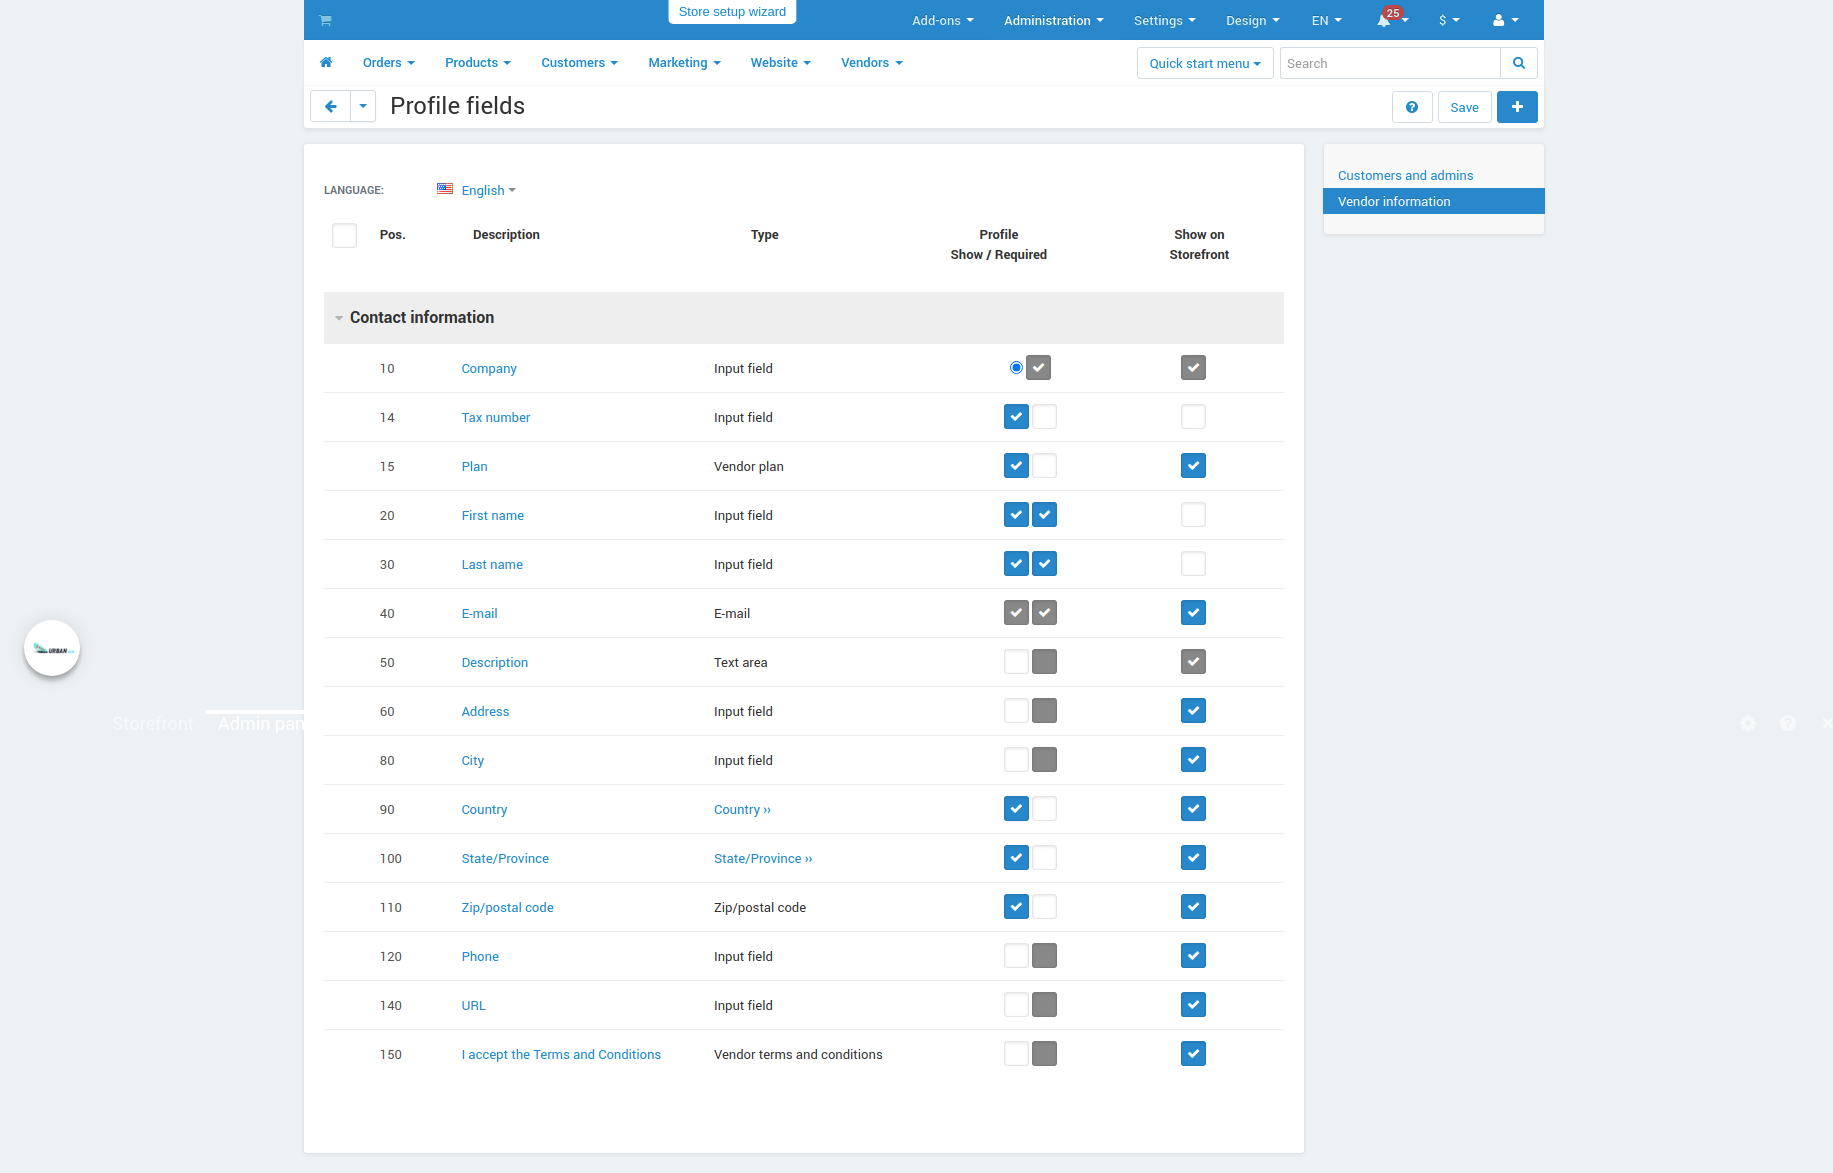 Store setup wizard
Add-ons Administration Settings Design EN 25 $
Orders Products Customers Marketing Website Vendors Quick start menu Search
Profile fields Save
LANGUAGE: English
Customers and admins
Vendor information
Pos. Description Type Profile Show on
Show / Required Storefront
Contact information
10 Company Input field
14 Tax number Input field
15 Plan Vendor plan
20 First name Input field
30 Last name Input field
40 E-mail E-mail
URBAN
50 Description Text area
60 Address Input field
Storefront Admin pan
80 City Input field
90 Country Country ››
100 State/Province State/Province ››
110 Zip/postal code Zip/postal code
120 Phone Input field
140 URL Input field
150 I accept the Terms and Conditions Vendor terms and conditions